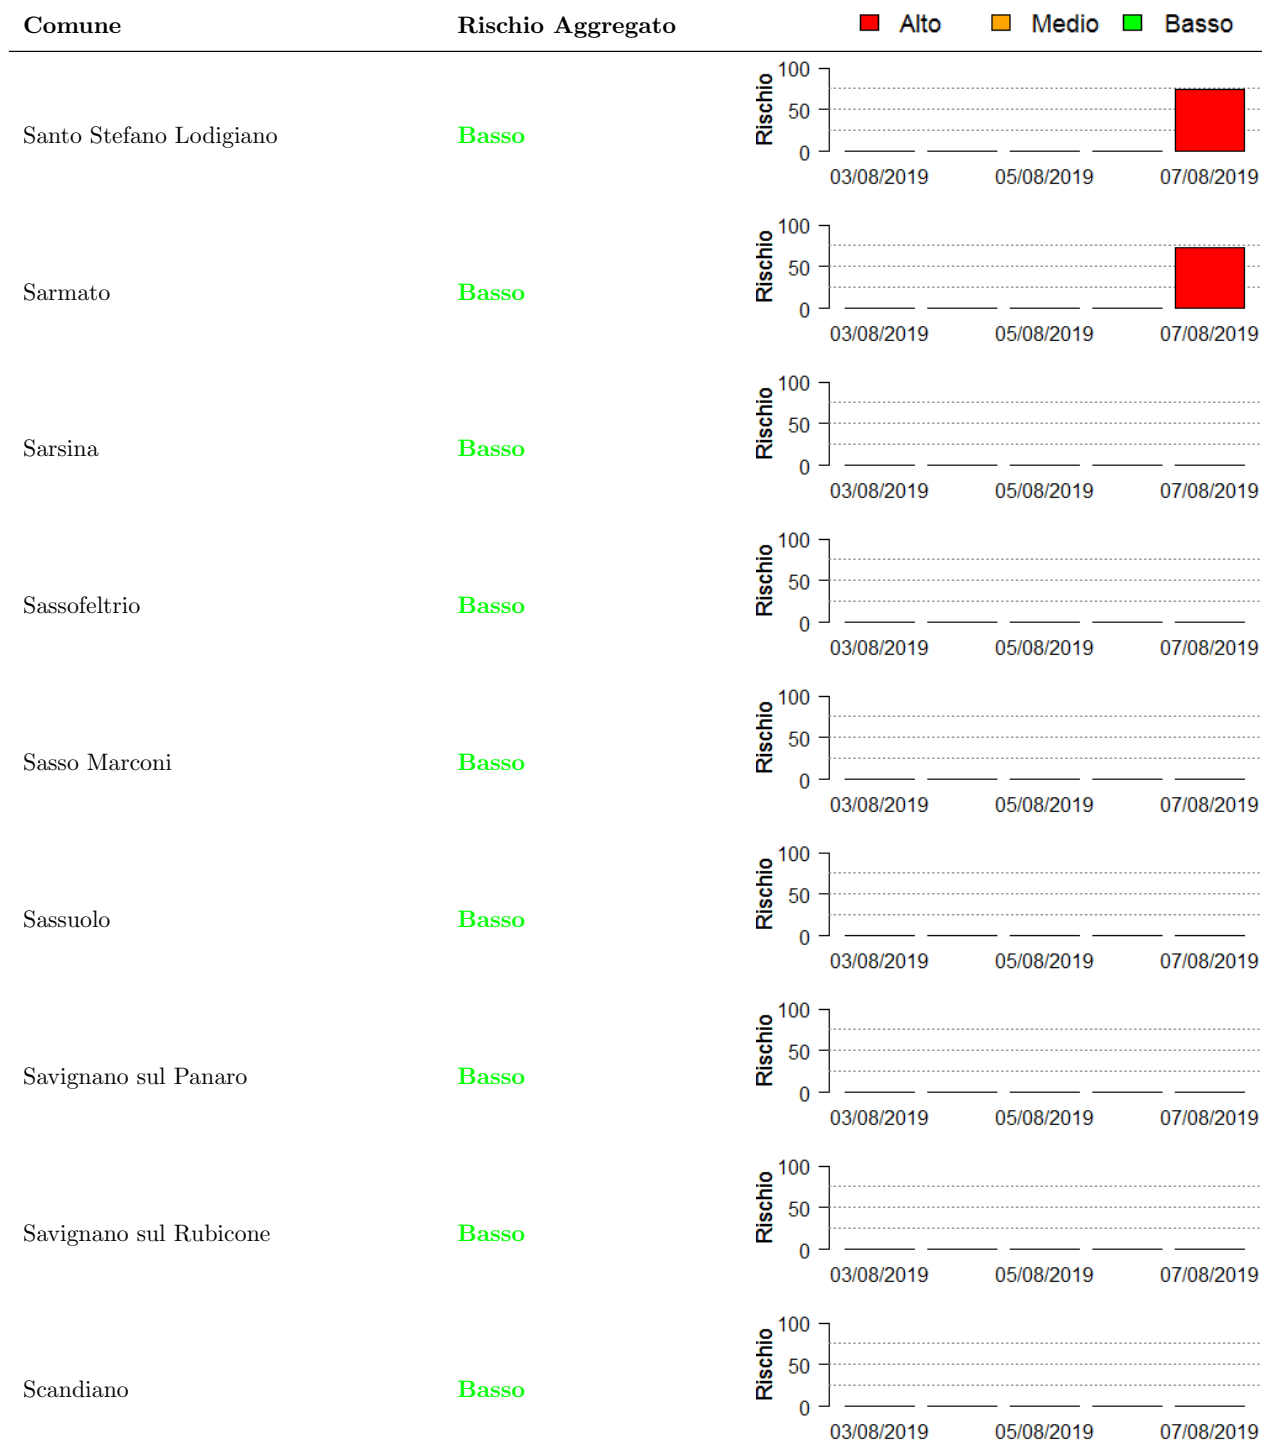 Comune Rischio Aggregato Alto Medio Basso
100
50
0
Rischio
Santo Stefano Lodigiano Basso
03/08/2019 05/08/2019 07/08/2019
100
50
0
Rischio
Sarmato Basso
03/08/2019 05/08/2019 07/08/2019
100
50
0
Rischio
Sarsina Basso
03/08/2019 05/08/2019 07/08/2019
100
50
0
Rischio
Sassofeltrio Basso
03/08/2019 05/08/2019 07/08/2019
100
50
0
Rischio
Sasso Marconi Basso
03/08/2019 05/08/2019 07/08/2019
100
50
0
Rischio
Sassuolo Basso
03/08/2019 05/08/2019 07/08/2019
100
50
0
Rischio
Savignano sul Panaro Basso
03/08/2019 05/08/2019 07/08/2019
100
50
0
Rischio
Savignano sul Rubicone Basso
03/08/2019 05/08/2019 07/08/2019
100
50
0
Rischio
Scandiano Basso
03/08/2019 05/08/2019 07/08/2019